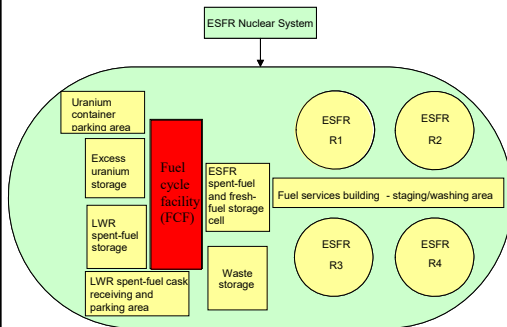 ESFR Nuclear System
Uranium
container
parking area
Excess
uranium
storage
LWR
spent-fuel
storage
LWR spent-fuel cask
receiving and
parking area
Fuel
cycle
facility
(FCF)
ESFR
spent-fuel
and fresh-
fuel storage
cell
Waste
storage
ESFR
R1
ESFR
R2
Fuel services building - staging/washing area
ESFR
R3
ESFR
R4